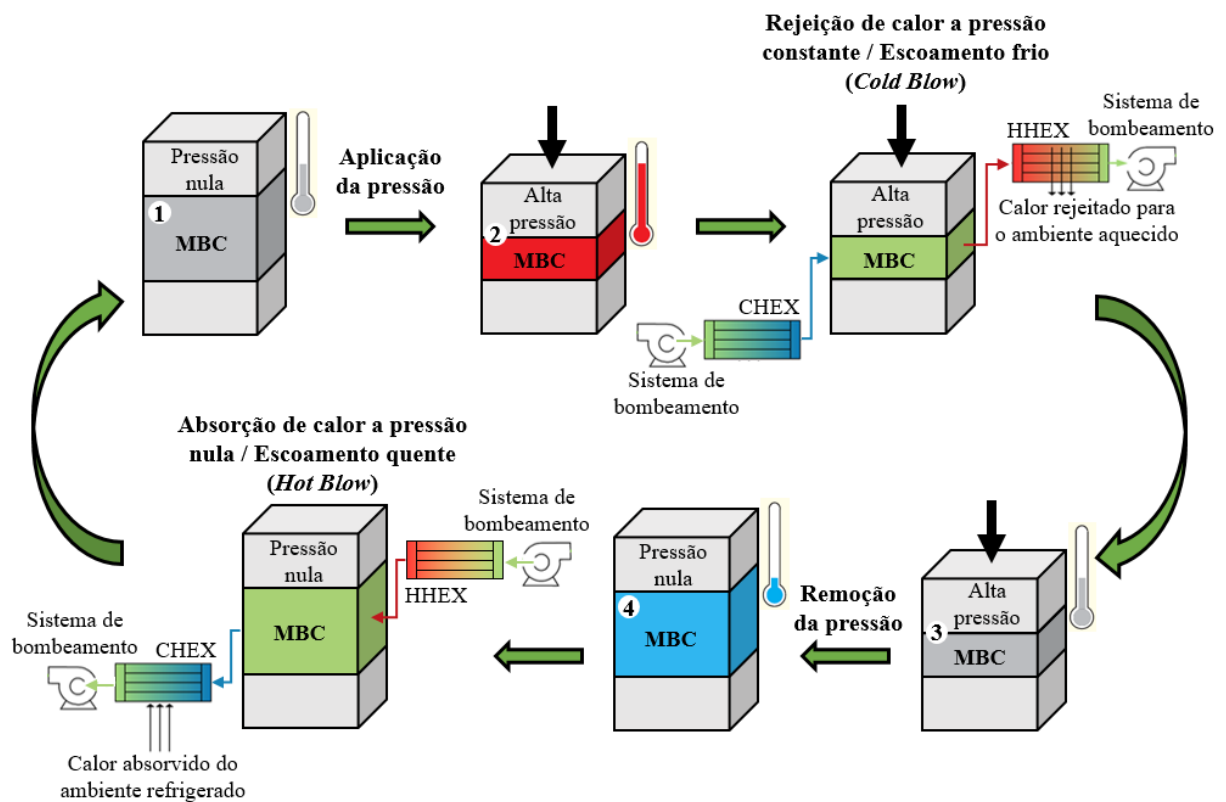 Pressão
nula
1
MBC
Aplicação
da pressão
Alta
pressão
2
MBC
Rejeição de calor a pressão
constante / Escoamento frio
(Cold Blow)
Alta
pressão
MBC
HHEX
Sistema de
bombeamento
Calor rejeitado para
o ambiente aquecido
CHEX
Sistema de
bombeamento
Alta
pressão
3
MBC
Remoção
da pressão
Pressão
nula
4
MBC
Absorção de calor a pressão
nula / Escoamento quente
(Hot Blow)
Sistema de
bombeamento
HHEX
Pressão
nula
MBC
Sistema de
bombeamento
CHEX
Calor absorvido do
ambiente refrigerado